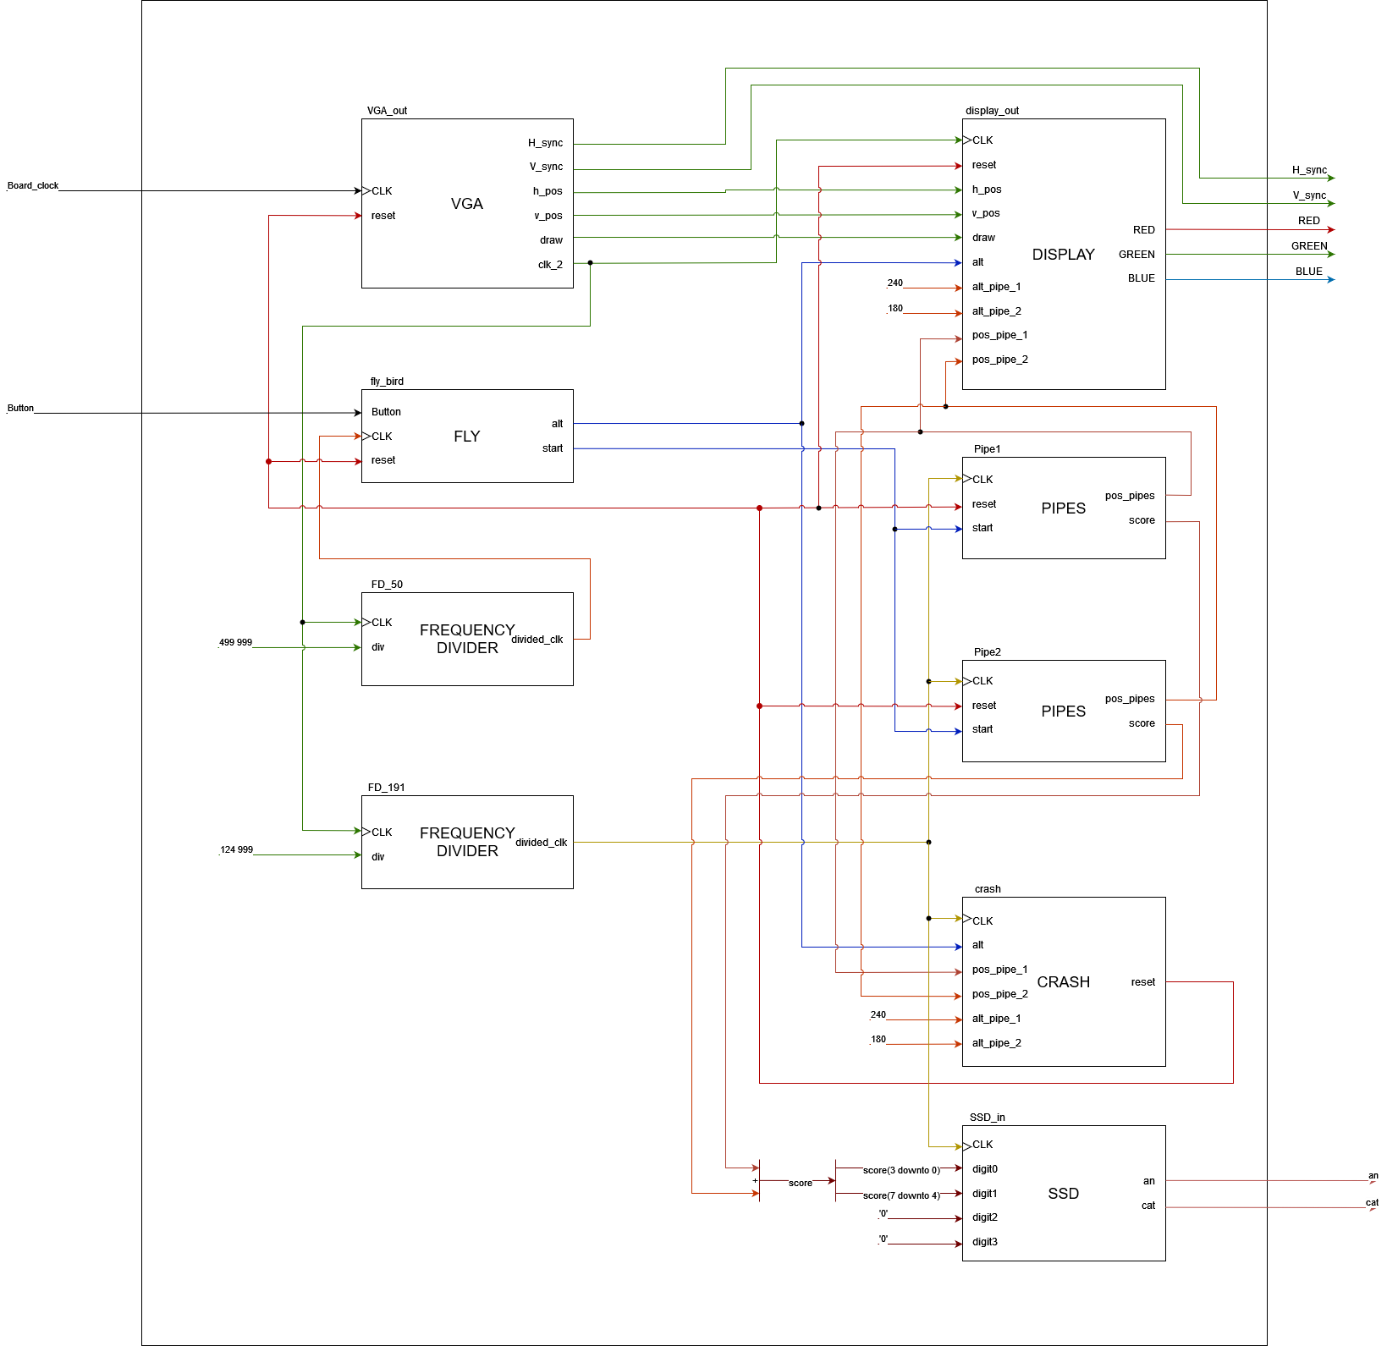 VGA_out
display_out
H_sync
CLK
V_sync
reset
Board_clock
CLK
h_pos
h_pos
H_sync
VGA
reset
v_pos
v_pos
V_sync
draw
draw
RED
RED
DISPLAY
GREEN
GREEN
clk_2
alt
BLUE
BLUE
240
alt_pipe_1
180
alt_pipe_2
pos_pipe_1
pos_pipe_2
fly_bird
Button
Button
alt
CLK
FLY
start
reset
Pipe1
CLK
pos_pipes
reset
PIPES
score
start
FD_50
CLK
FREQUENCY
DIVIDER
divided_clk
499 999
div
Pipe2
CLK
pos_pipes
reset
PIPES
score
start
FD_191
CLK
FREQUENCY
DIVIDER
divided_clk
124 999
div
crash
CLK
alt
pos_pipe_1
CRASH
reset
pos_pipe_2
240
alt_pipe_1
180
alt_pipe_2
SSD_in
CLK
score(3 downto 0)
digit0
+
score
an
an
SSD
score(7 downto 4)
digit1
cat
cat
'0'
digit2
'0'
digit3